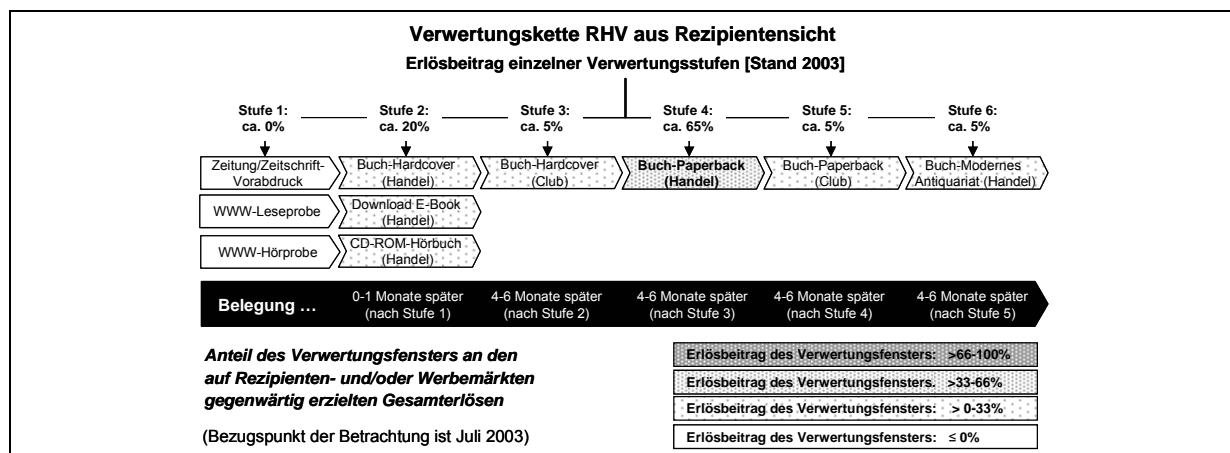 Verwertungskette RHV aus Rezipientensicht
Erlösbeitrag einzelner Verwertungsstufen [Stand 2003]
Stufe 1: Stufe 2: Stufe 3: Stufe 4: Stufe 5: Stufe 6:
ca. 0% ca. 20% ca. 5% ca. 65% ca. 5% ca. 5%
Zeitung/Zeitschrift- Buch-Hardcover Buch-Hardcover Buch-Paperback Buch-Paperback Buch-Modernes
Vorabdruck (Handel) (Club) (Handel) (Club) Antiquariat (Handel)
WWW-Leseprobe Download E-Book
(Handel)
WWW-Hörprobe CD-ROM-Hörbuch
(Handel)
Belegung … 0-1 Monate später 4-6 Monate später 4-6 Monate später 4-6 Monate später 4-6 Monate später
(nach Stufe 1) (nach Stufe 2) (nach Stufe 3) (nach Stufe 4) (nach Stufe 5)
Anteil des Verwertungsfensters an den
auf Rezipienten- und/oder Werbemärkten
gegenwärtig erzielten Gesamterlösen
(Bezugspunkt der Betrachtung ist Juli 2003)
Erlösbeitrag des Verwertungsfensters: >66-100%
Erlösbeitrag des Verwertungsfensters. >33-66%
Erlösbeitrag des Verwertungsfensters: > 0-33%
Erlösbeitrag des Verwertungsfensters: ≤ 0%